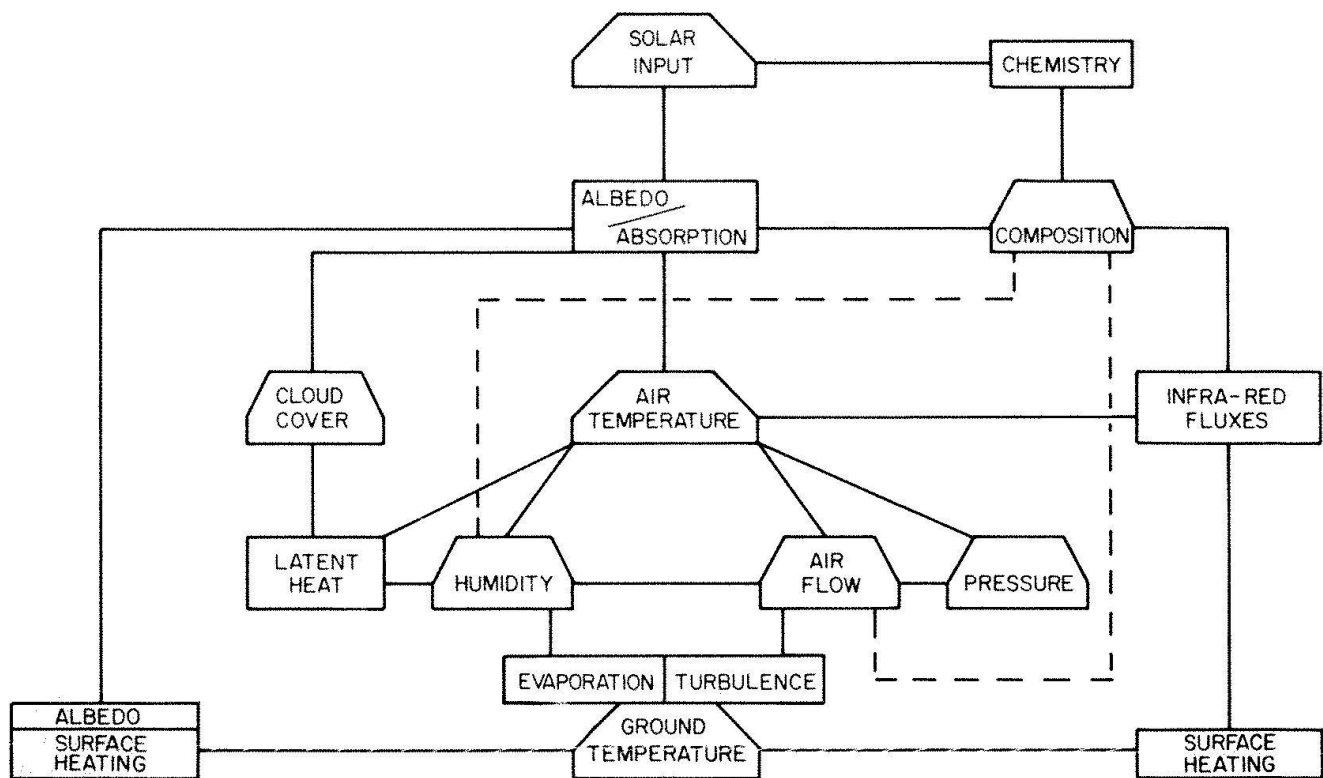 SOLAR
INPUT
CHEMISTRY
ALBEDO
ABSORPTION
COMPOSITION
CLOUD
COVER
AIR
TEMPERATURE
INFRA-RED
FLUXES
LATENT
HEAT
HUMIDITY
AIR
FLOW
PRESSURE
EVAPORATION
TURBULENCE
ALBEDO
SURFACE
HEATING
GROUND
TEMPERATURE
SURFACE
HEATING